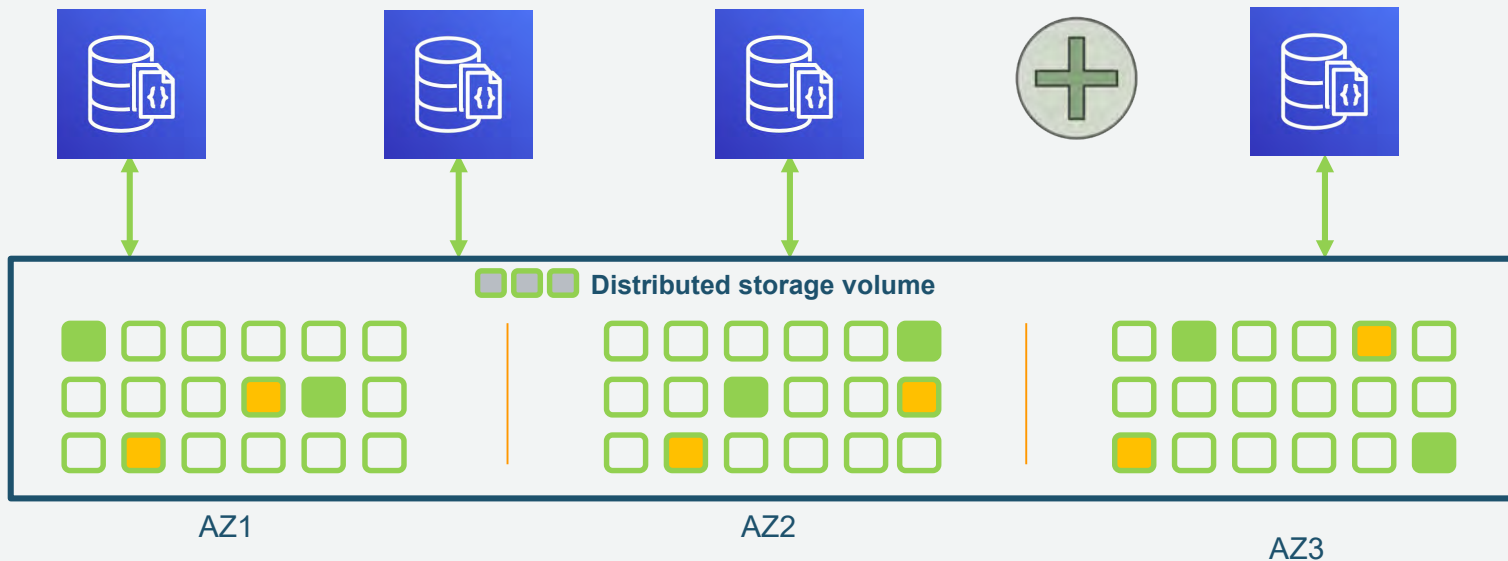 {}
{}
{}
{}
Distributed storage volume
AZ1
AZ2
AZ3